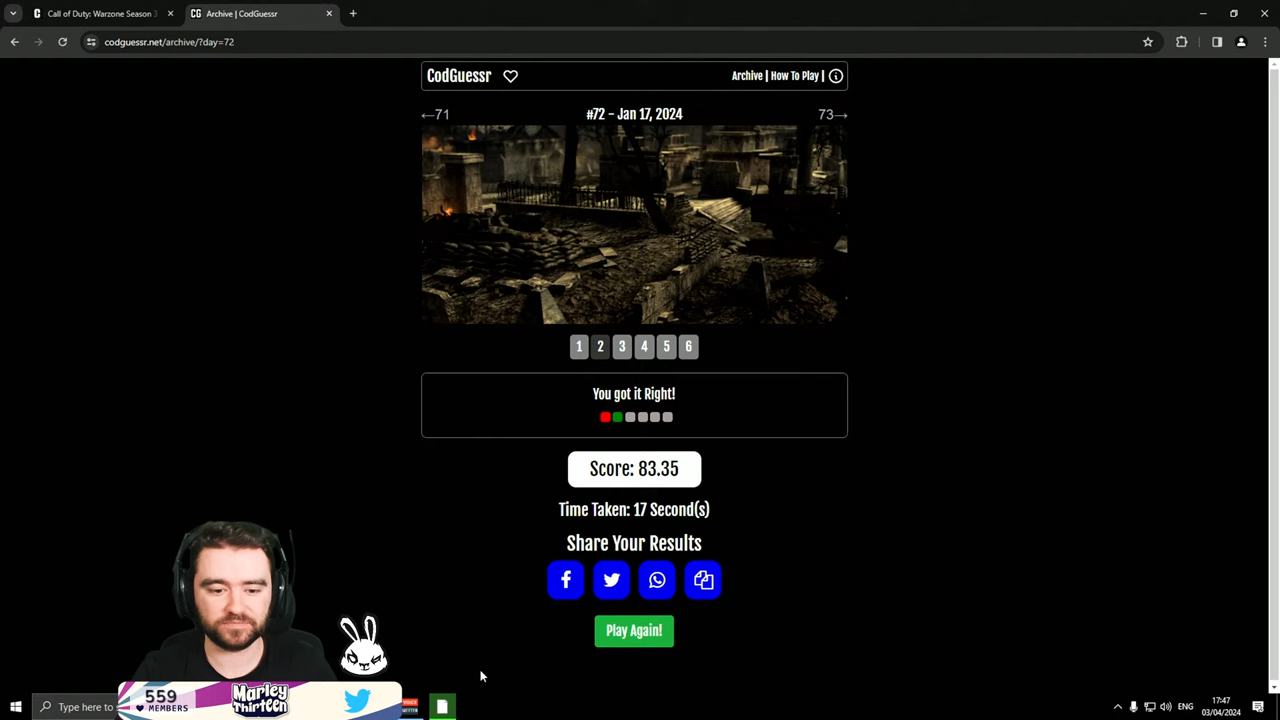 Call of Duty: Warzone Season 3
Archive | CodGuessr
codguessr.net/archive/?day=72
CodGuessr
Archive | How To Play |
←71
#72 - Jan 17, 2024
73→
1 2 3 4 5 6
You got it Right!
Score: 83.35
Time Taken: 17 Second(s)
Share Your Results
Play Again!
Type here to
559
MEMBERS
Marley
Thirteen
ENG
17:47
03/04/2024